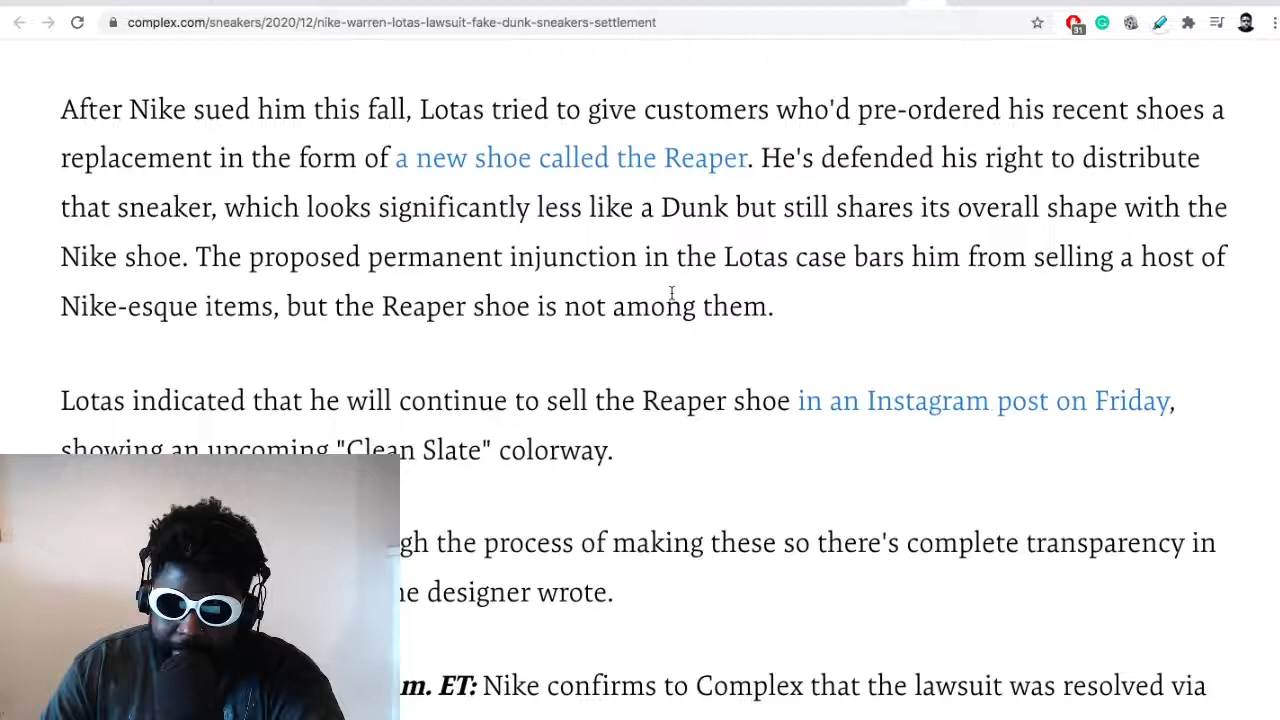 complex.com/sneakers/2020/12/nike-warren-lotas-lawsuit-fake-dunk-sneakers-settlement
31
After Nike sued him this fall, Lotas tried to give customers who'd pre-ordered his recent shoes a
replacement in the form of a new shoe called the Reaper. He's defended his right to distribute
that sneaker, which looks significantly less like a Dunk but still shares its overall shape with the
Nike shoe. The proposed permanent injunction in the Lotas case bars him from selling a host of
Nike-esque items, but the Reaper shoe is not among them.
Lotas indicated that he will continue to sell the Reaper shoe in an Instagram post on Friday,
showing an upcoming "Clean Slate" colorway.
gh the process of making these so there's complete transparency in
he designer wrote.
m. ET: Nike confirms to Complex that the lawsuit was resolved via